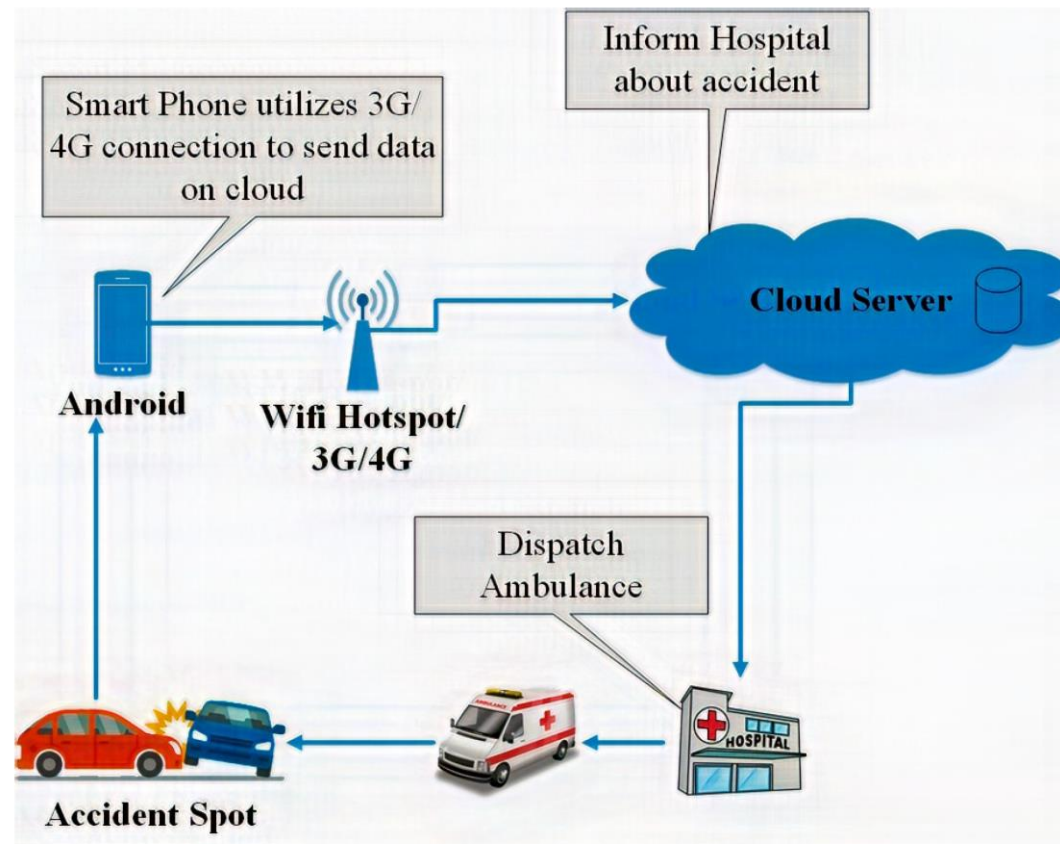 Inform Hospital
about accident
Smart Phone utilizes 3G/
4G connection to send data
on cloud
Cloud Server
Android
Wifi Hotspot/
3G/4G
Dispatch
Ambulance
AMBULANCE
HOSPITAL
Accident Spot